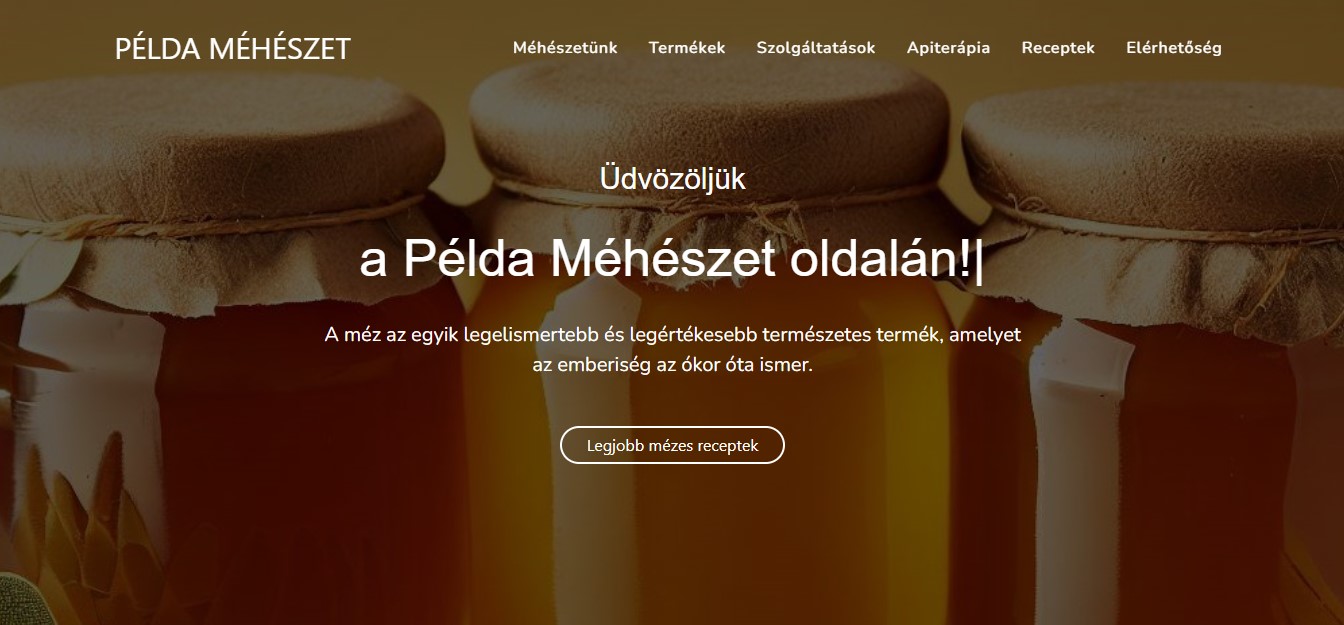 PÉLDA MÉHÉSZET
Méhészetünk Termékek Szolgáltatások Apiterápia Receptek Elérhetőség
Üdvözöljük
a Példa Méhészet oldalán!|
A méz az egyik legelismertebb és legértékesebb természetes termék, amelyet
az emberiség az ókor óta ismer.
Legjobb mézes receptek